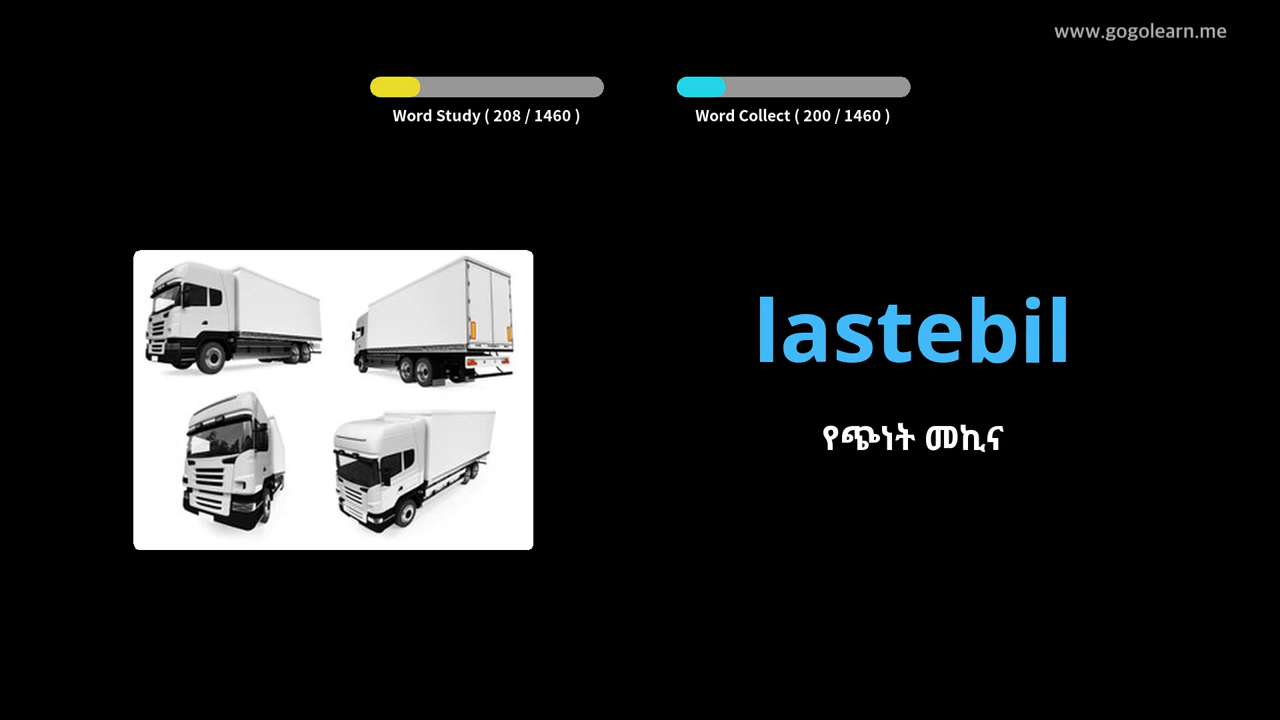 www.gogolearn.me
Word Study ( 208 / 1460 )
Word Collect ( 200 / 1460 )
lastebil
የጭነት መኪና